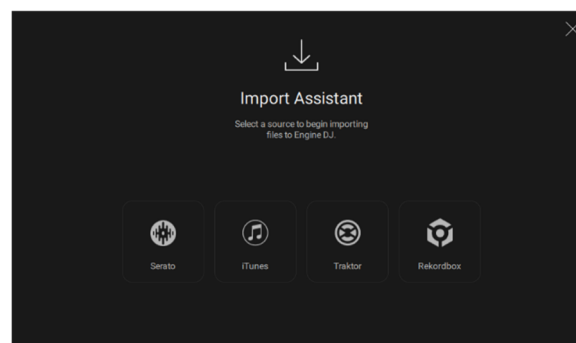 Import Assistant
Select a source to begin importing
files to Engine DJ.
Serato
iTunes
Traktor
Rekordbox